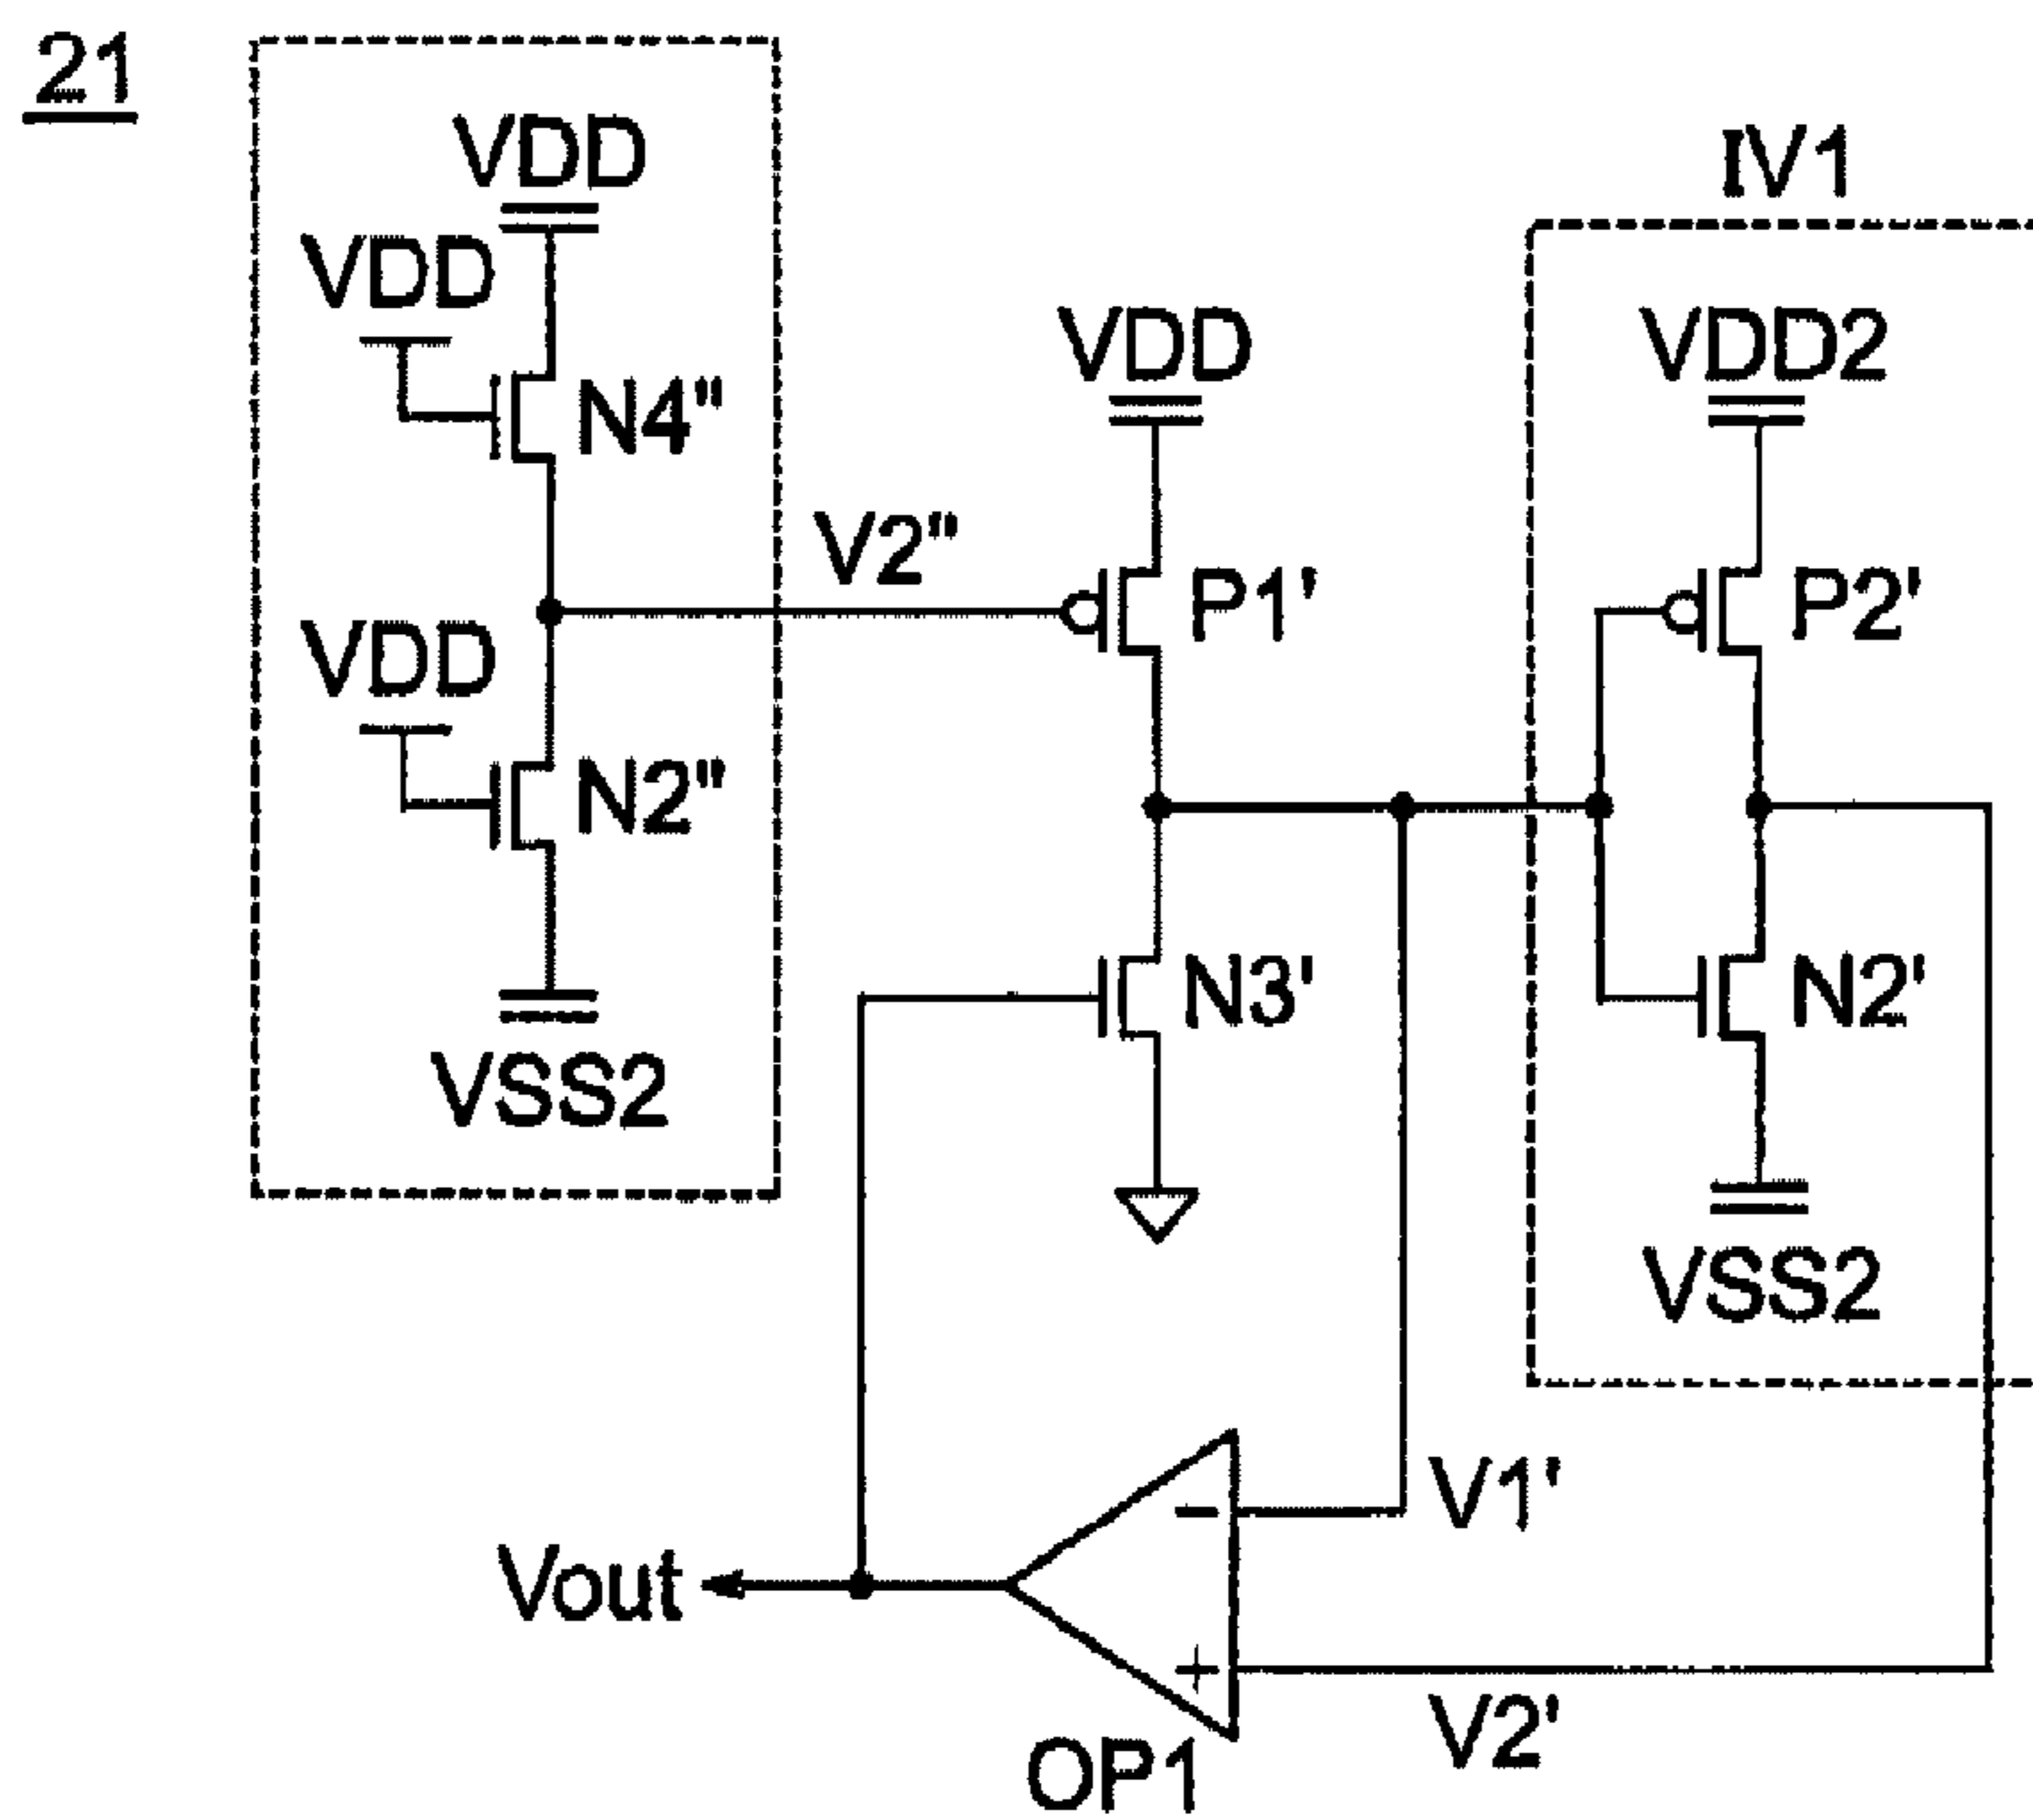 21
VDD
VDD
N4"
V2"
VDD
N2"
VSS2
VDD
P1'
N3'
IV1
VDD2
P2'
N2'
VSS2
V1'
Vout
-
+
V2'
OP1